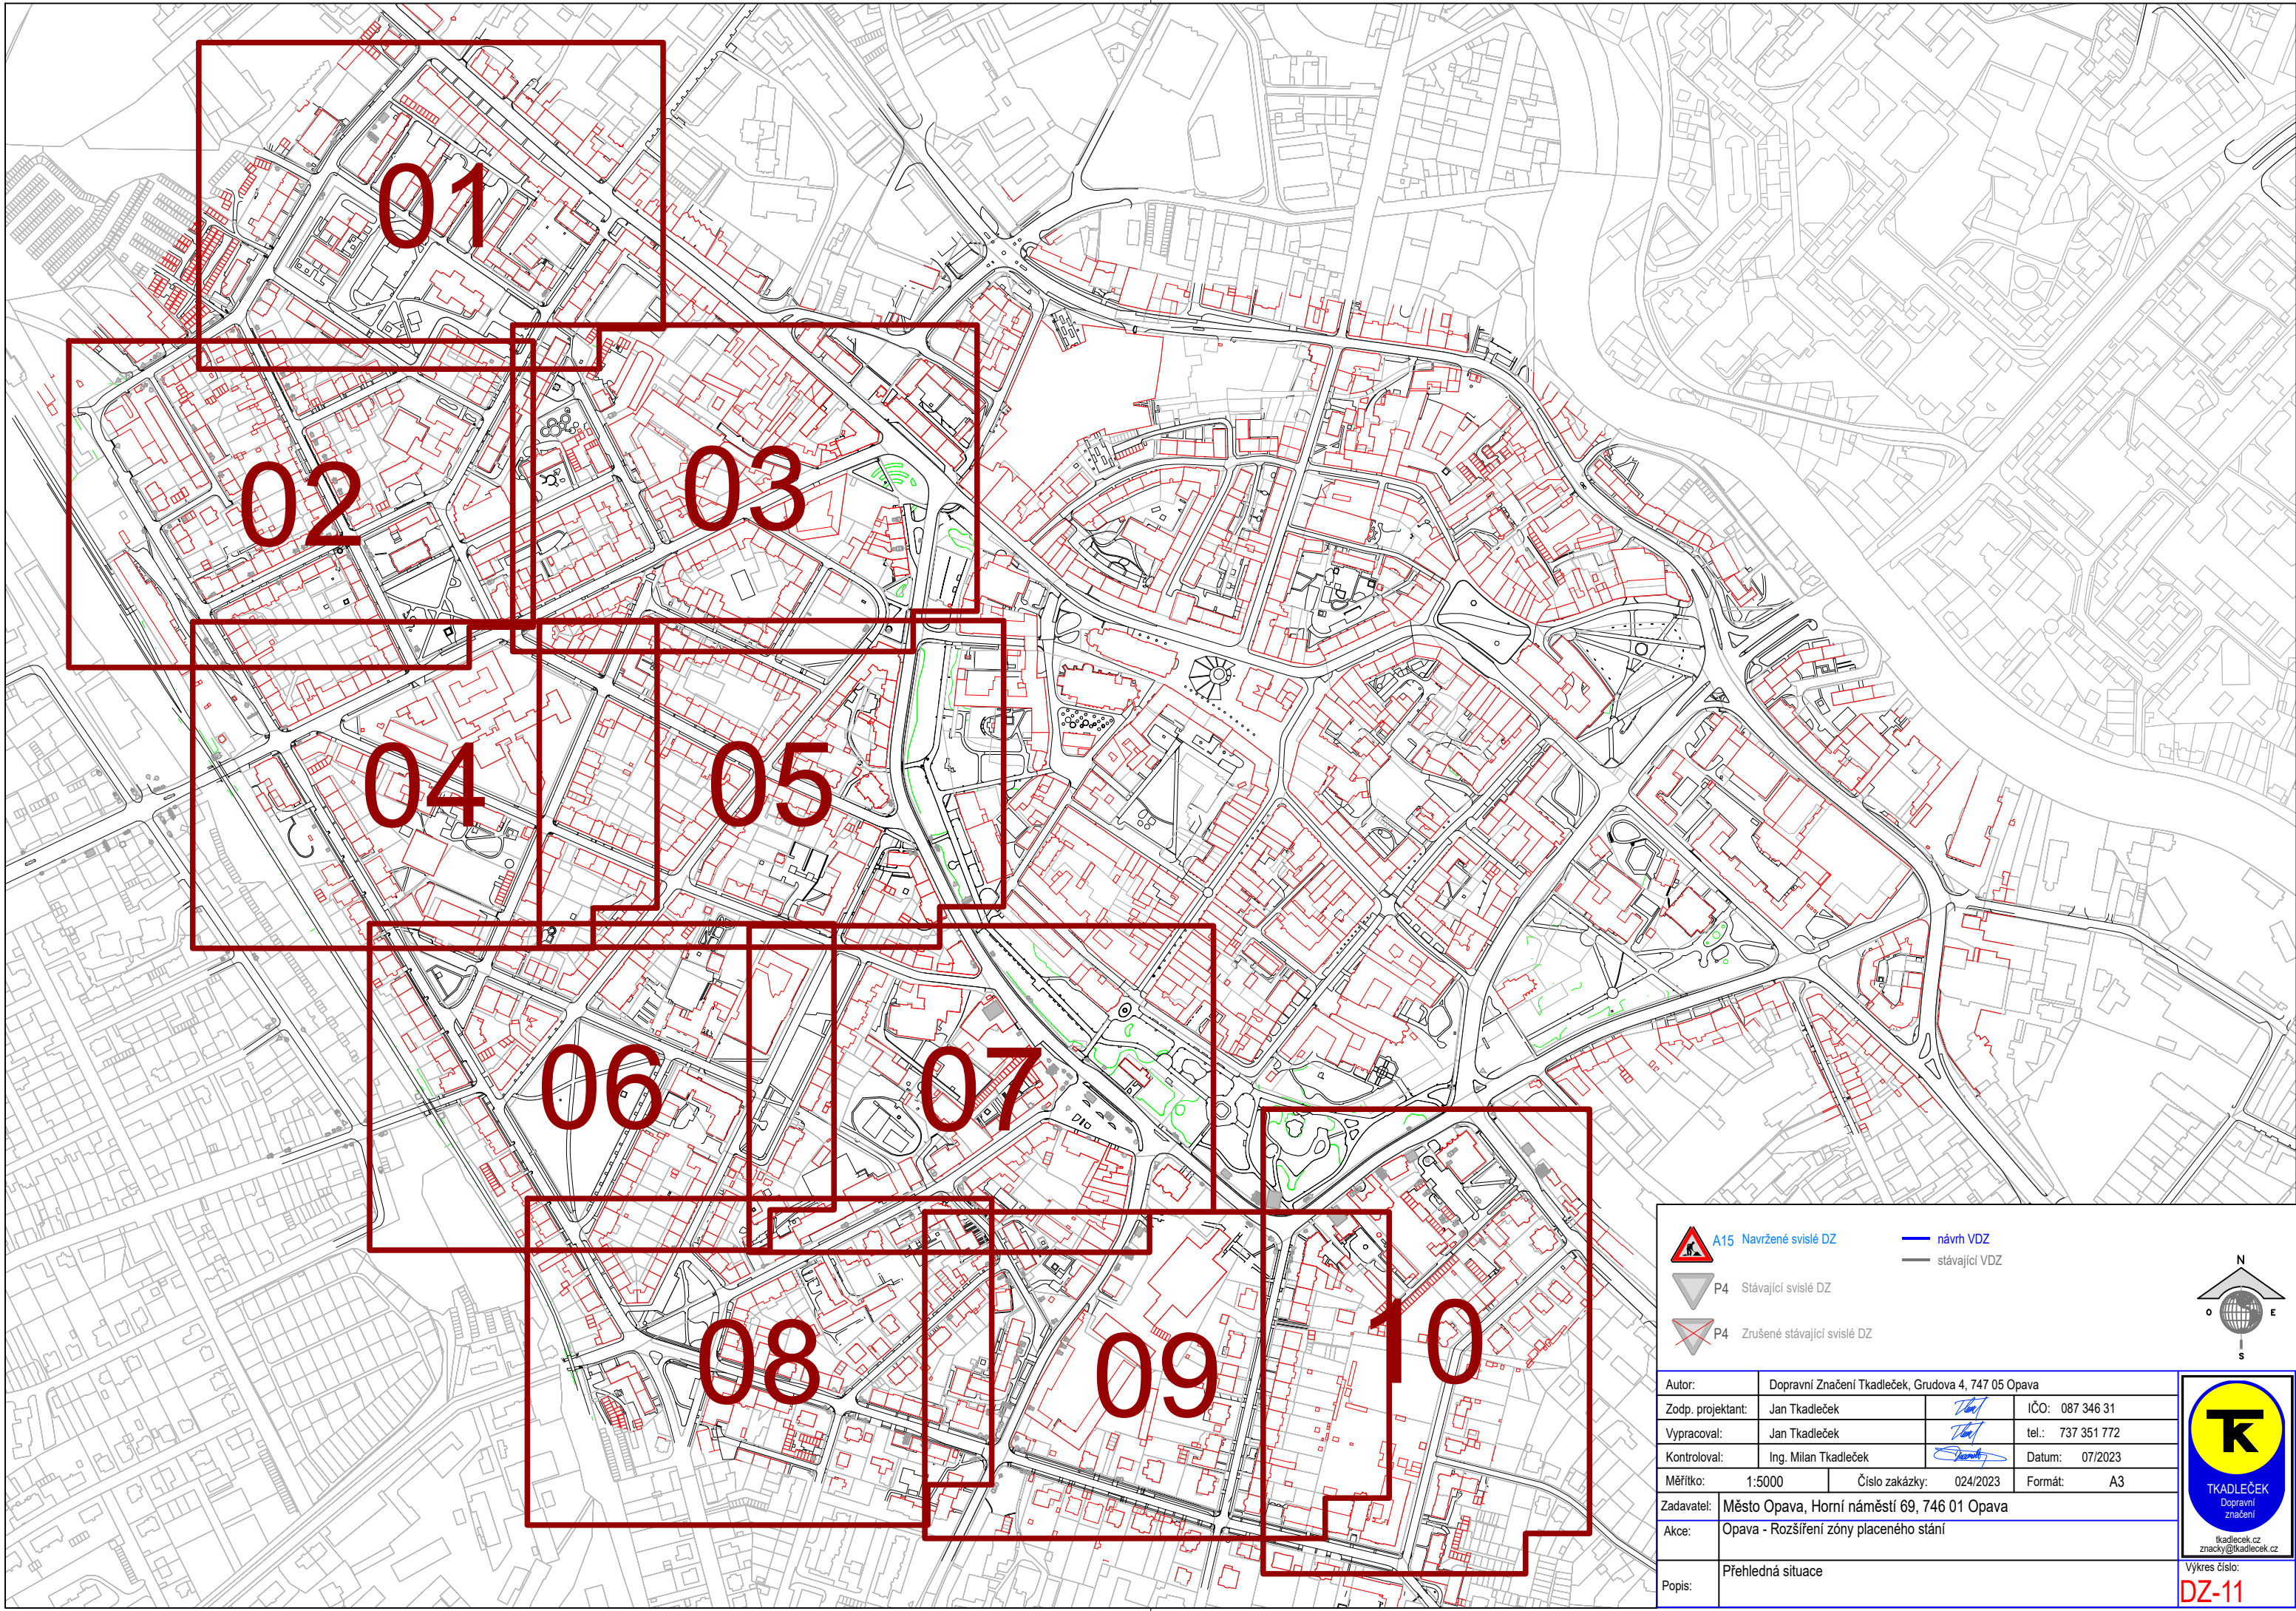 01
02
03
04
05
06
07
08
09
10
A15 Navržené svislé DZ
návrh VDZ
stávající VDZ
P4 Stávající svislé DZ
P4 Zrušené stávající svislé DZ
N
O E
S
Autor: Dopravní Značení Tkadleček, Grudova 4, 747 05 Opava
Zodp. projektant: Jan Tkadleček IČO: 087 346 31
Vypracoval: Jan Tkadleček tel.: 737 351 772
Kontroloval: Ing. Milan Tkadleček Datum: 07/2023
Měřítko: 1:5000 Číslo zakázky: 024/2023 Formát: A3
Zadavatel: Město Opava, Horní náměstí 69, 746 01 Opava
Akce: Opava - Rozšíření zóny placeného stání
Popis: Přehledná situace
TK
TKADLEČEK
Dopravní
značení
tkadlecek.cz
znacky@tkadlecek.cz
Výkres číslo:
DZ-11